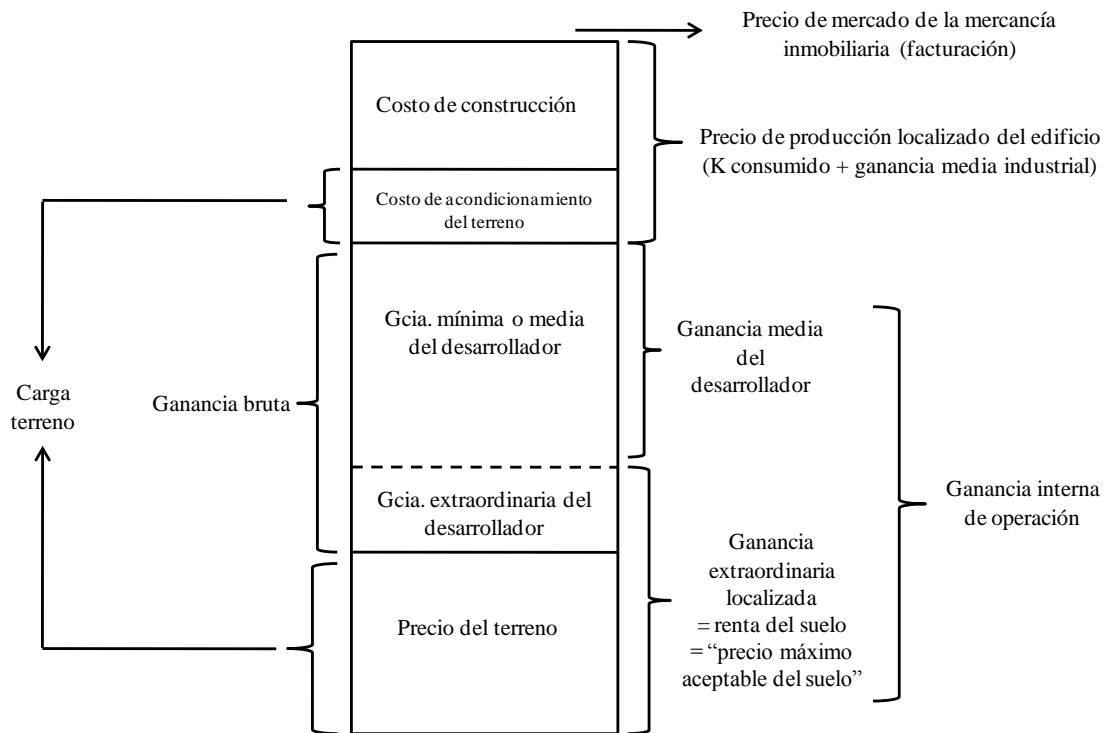 Precio de mercado de la mercancía
inmobiliaria (facturación)
Costo de construcción
Precio de producción localizado del edificio
(K consumido + ganancia media industrial)
Costo de acondicionamiento
del terreno
Gcia. mínima o media
del desarrollador
Ganancia media
del
desarrollador
Carga
terreno
Ganancia bruta
Gcia. extraordinaria del
desarrollador
Ganancia interna
de operación
Ganancia
extraordinaria
localizada
= renta del suelo
= “precio máximo
aceptable del suelo”
Precio del terreno